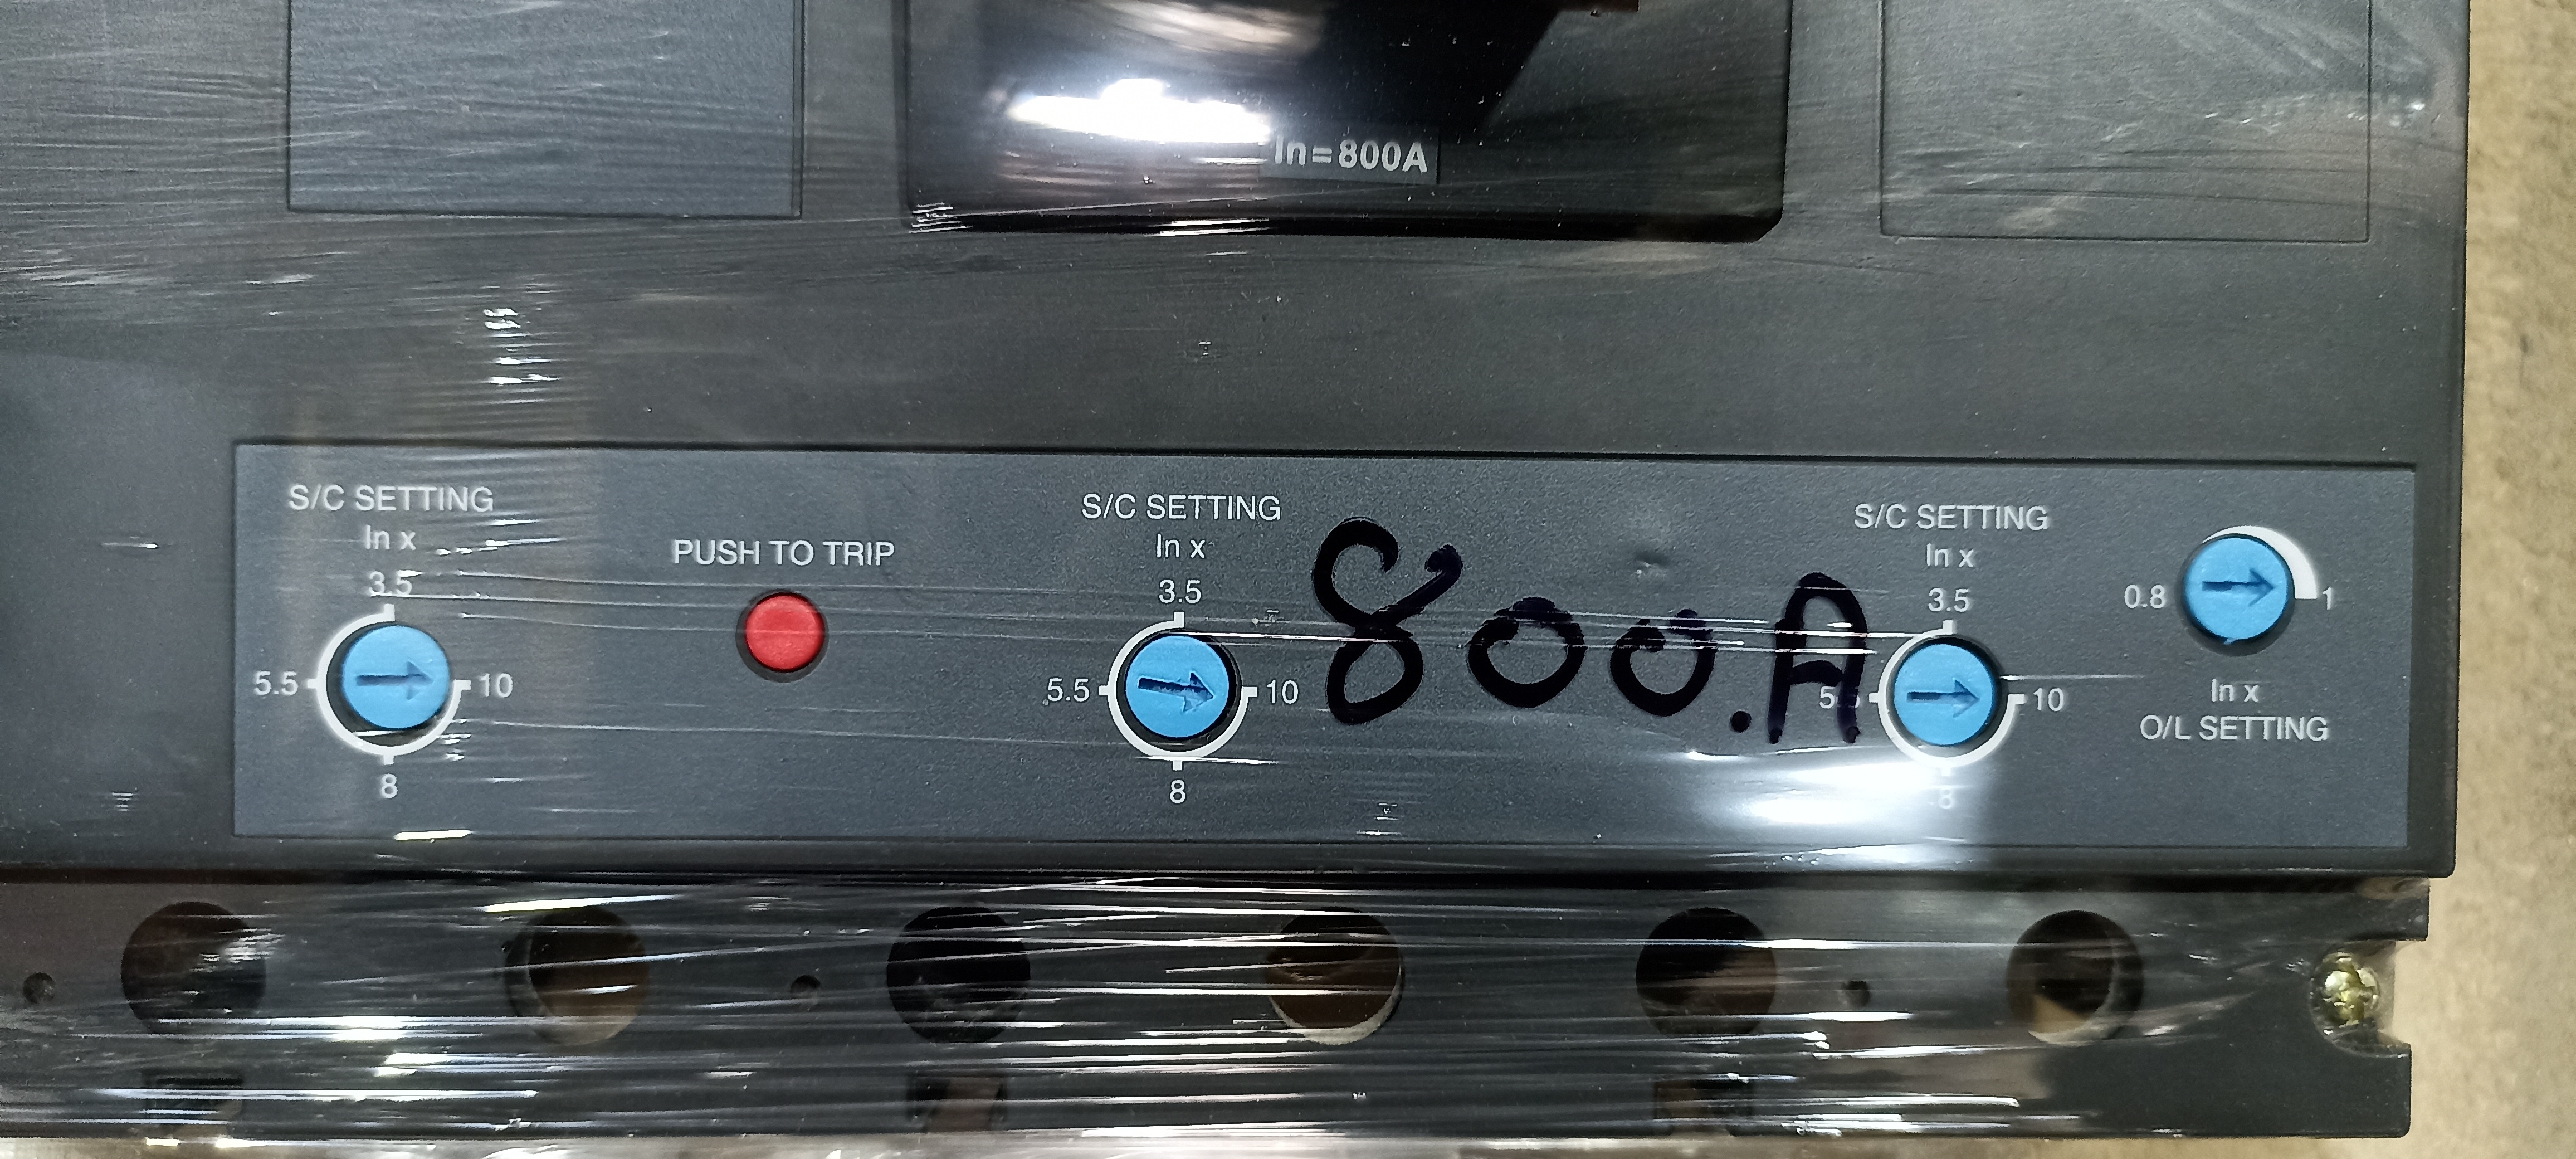 In=800A
S/C SETTING
In x
3.5
5.5
10
8
PUSH TO TRIP
S/C SETTING
In x
3.5
5.5
10
8
800.A
S/C SETTING
In x
3.5
10
8
0.8
1
In x
O/L SETTING